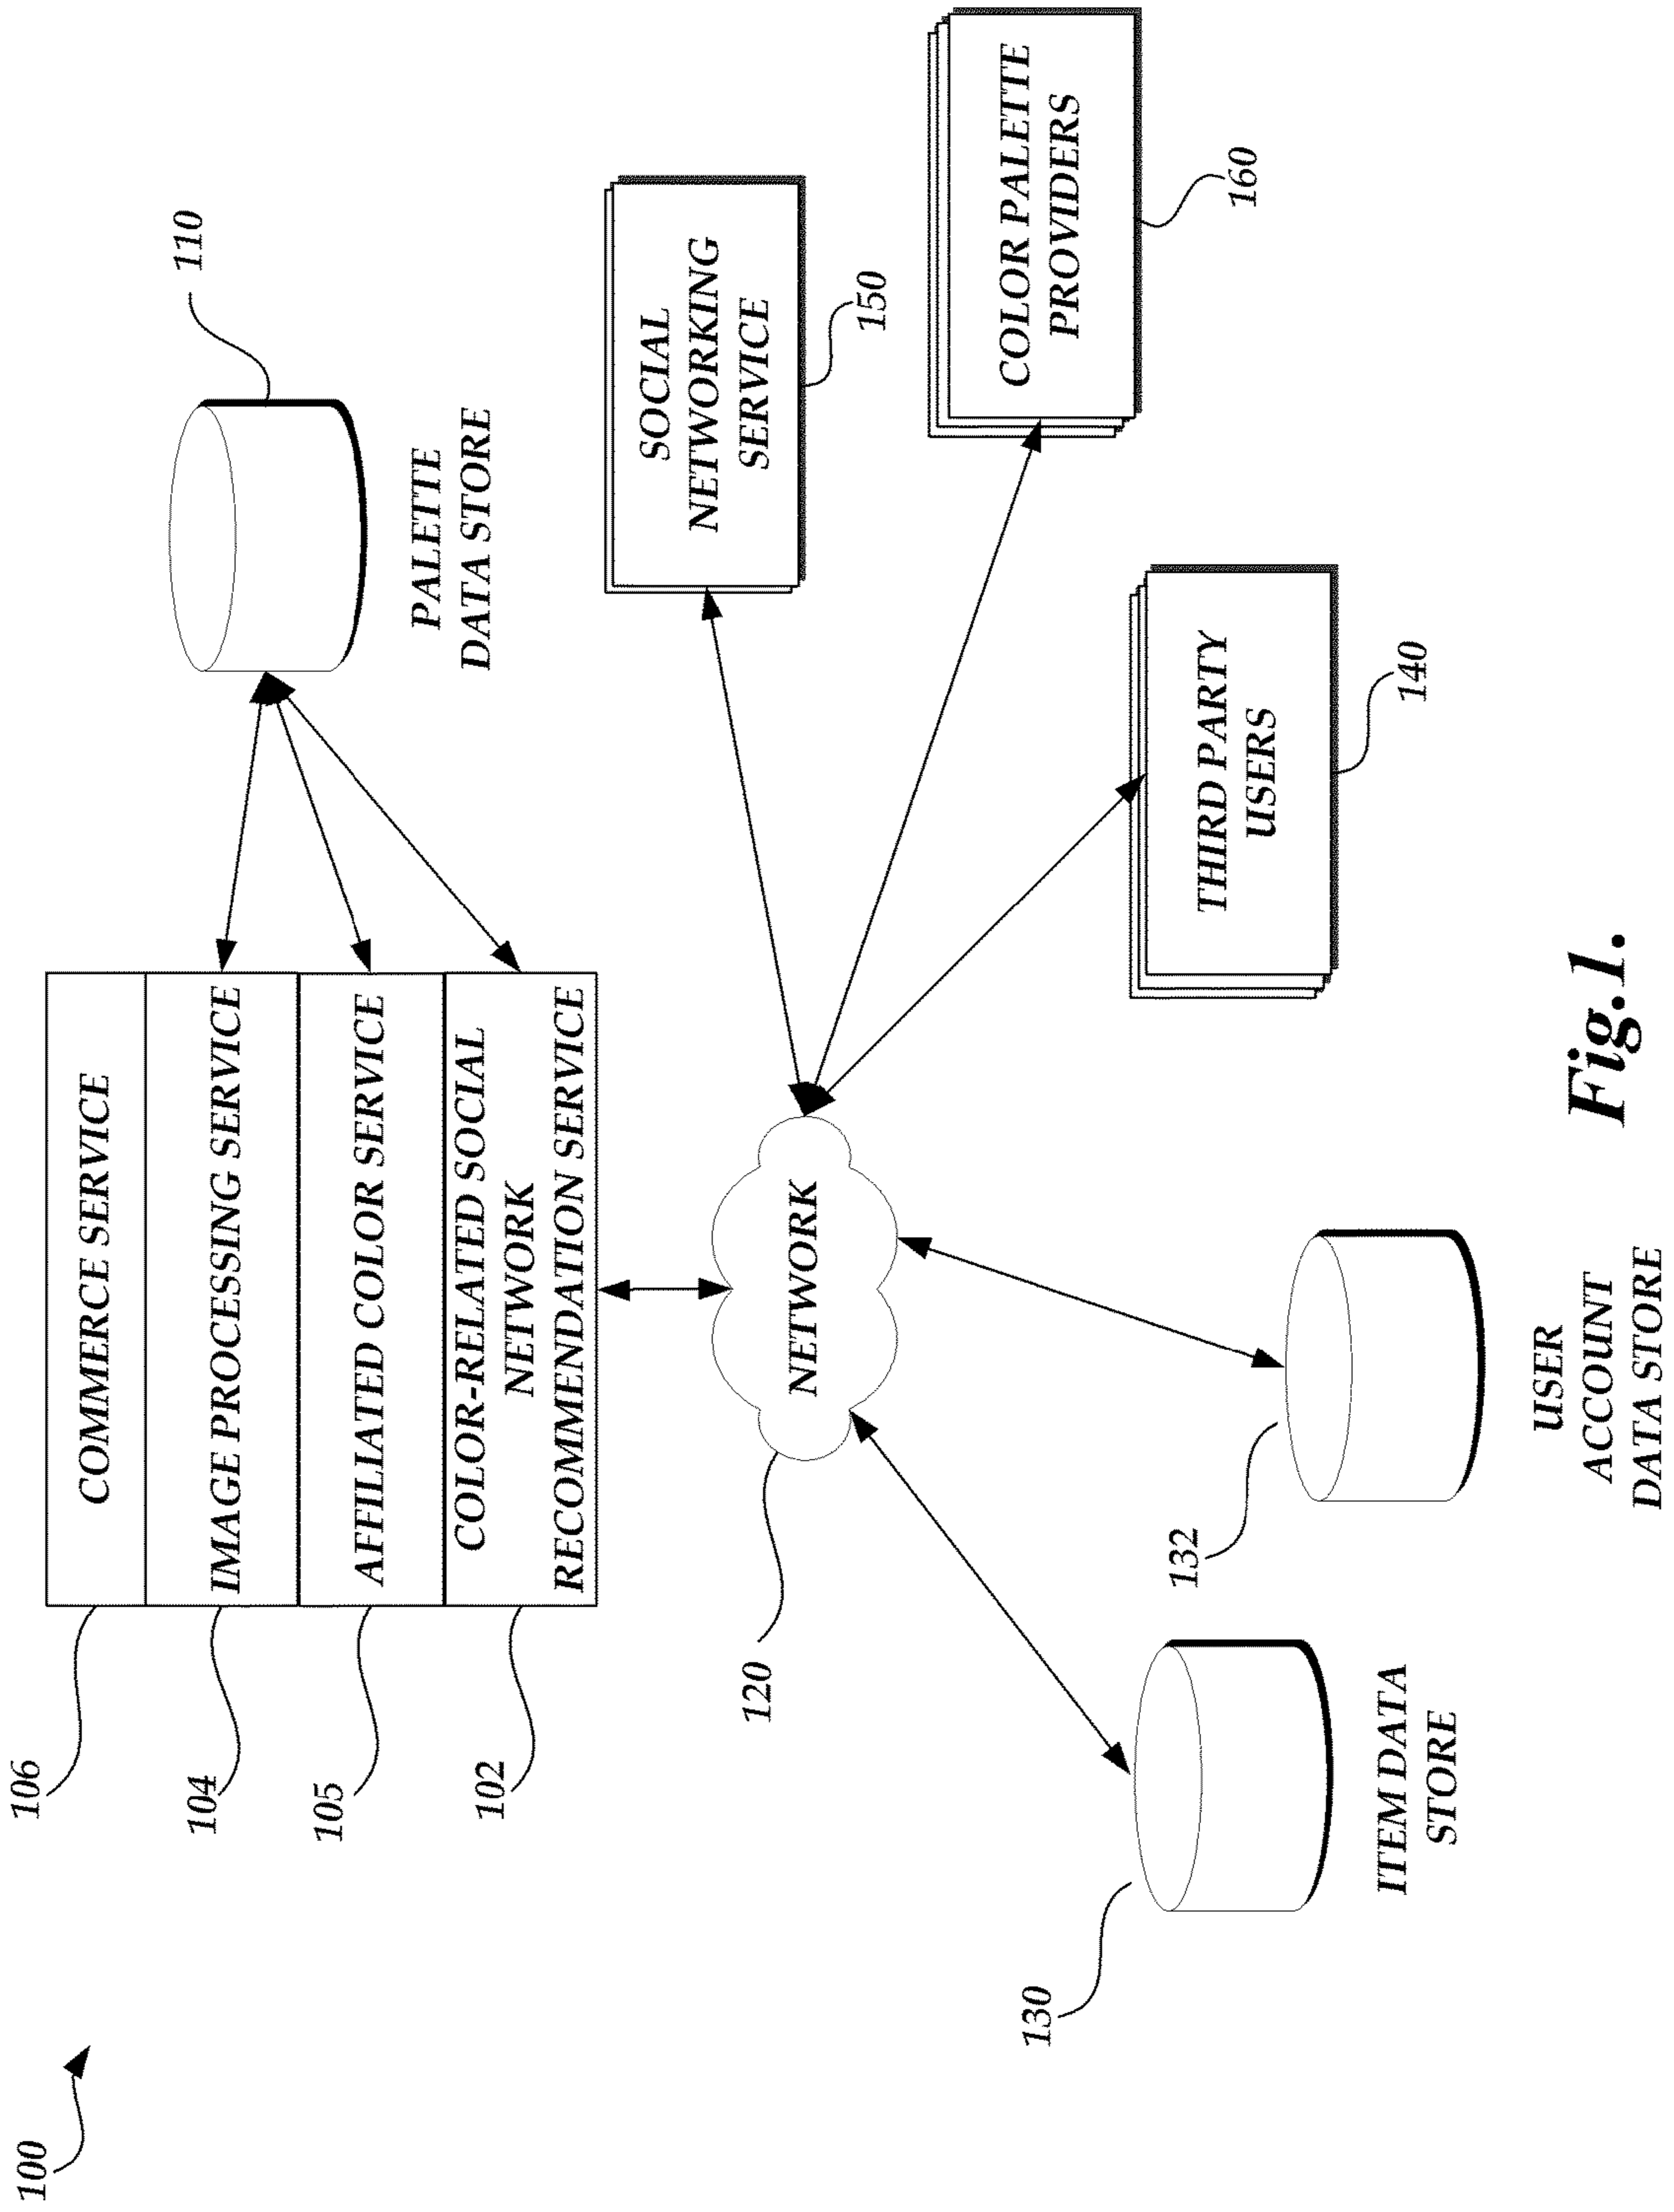 100
106
COMMERCE SERVICE
104
IMAGE PROCESSING SERVICE
105
AFFILIATED COLOR SERVICE
102
COLOR-RELATED SOCIAL
NETWORK
RECOMMENDATION SERVICE
110
PALETTE
DATA STORE
120
NETWORK
SOCIAL
NETWORKING
SERVICE
150
COLOR PALETTE
PROVIDERS
160
THIRD PARTY
USERS
140
130
ITEM DATA
STORE
132
USER
ACCOUNT
DATA STORE
Fig.1.